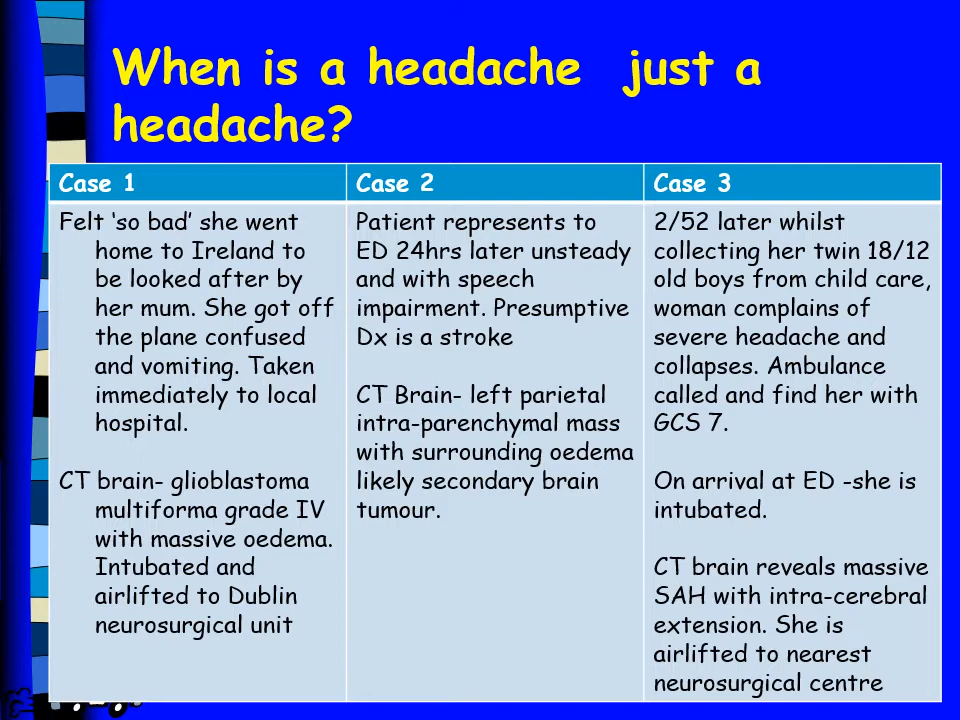 When is a headache  just a
headache?
Case 1
Felt ‘so bad’ she went
home to Ireland to
be looked after by
her mum. She got off
the plane confused
and vomiting. Taken
immediately to local
hospital.
CT brain- glioblastoma
multiforma grade IV
with massive oedema.
Intubated and
airlifted to Dublin
neurosurgical unit
Case 2
Patient represents to
ED 24hrs later unsteady
and with speech
impairment. Presumptive
Dx is a stroke
CT Brain- left parietal
intra-parenchymal mass
with surrounding oedema
likely secondary brain
tumour.
Case 3
2/52 later whilst
collecting her twin 18/12
old boys from child care,
woman complains of
severe headache and
collapses. Ambulance
called and find her with
GCS 7.
On arrival at ED -she is
intubated.
CT brain reveals massive
SAH with intra-cerebral
extension. She is
airlifted to nearest
neurosurgical centre